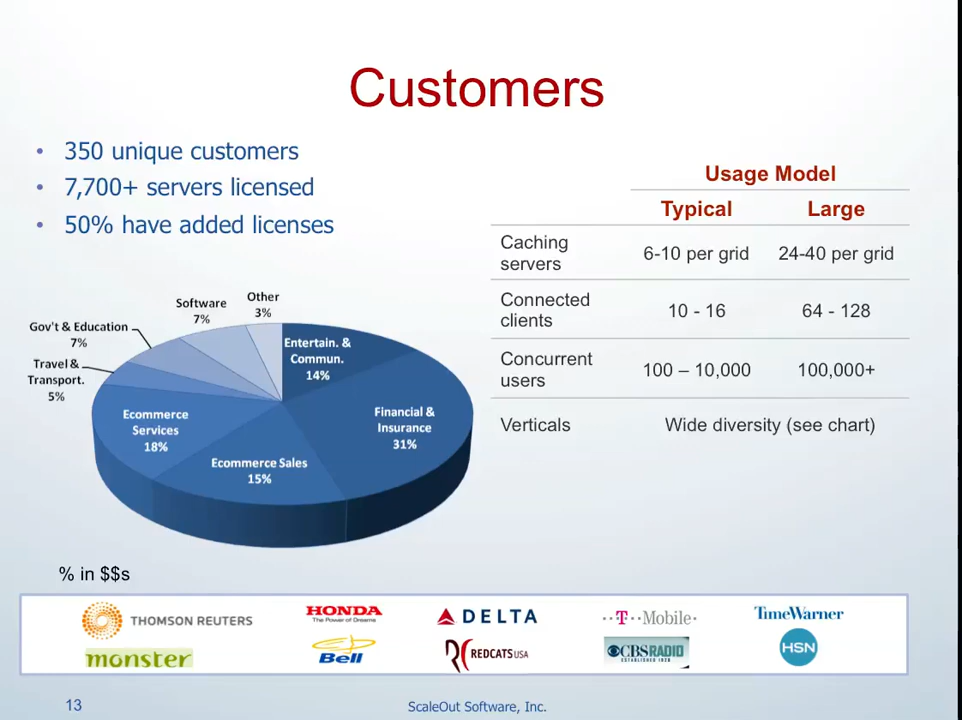 Customers
• 350 unique customers
• 7,700+ servers licensed
• 50% have added licenses
Usage Model
Typical Large
Caching servers 6-10 per grid 24-40 per grid
Connected clients 10 - 16 64 - 128
Concurrent users 100 – 10,000 100,000+
Verticals Wide diversity (see chart)
Other
3%
Software
7%
Gov't & Education
7%
Travel &
Transport.
5%
Entertain. &
Commun.
14%
Financial &
Insurance
31%
Ecommerce
Services
18%
Ecommerce Sales
15%
% in $$s
THOMSON REUTERS
HONDA
The Power of Dreams
DELTA
T··Mobile·
TimeWarner
monster
Bell
REDCATS USA
CBS RADIO
ESTABLISHED 1928
HSN
13
ScaleOut Software, Inc.